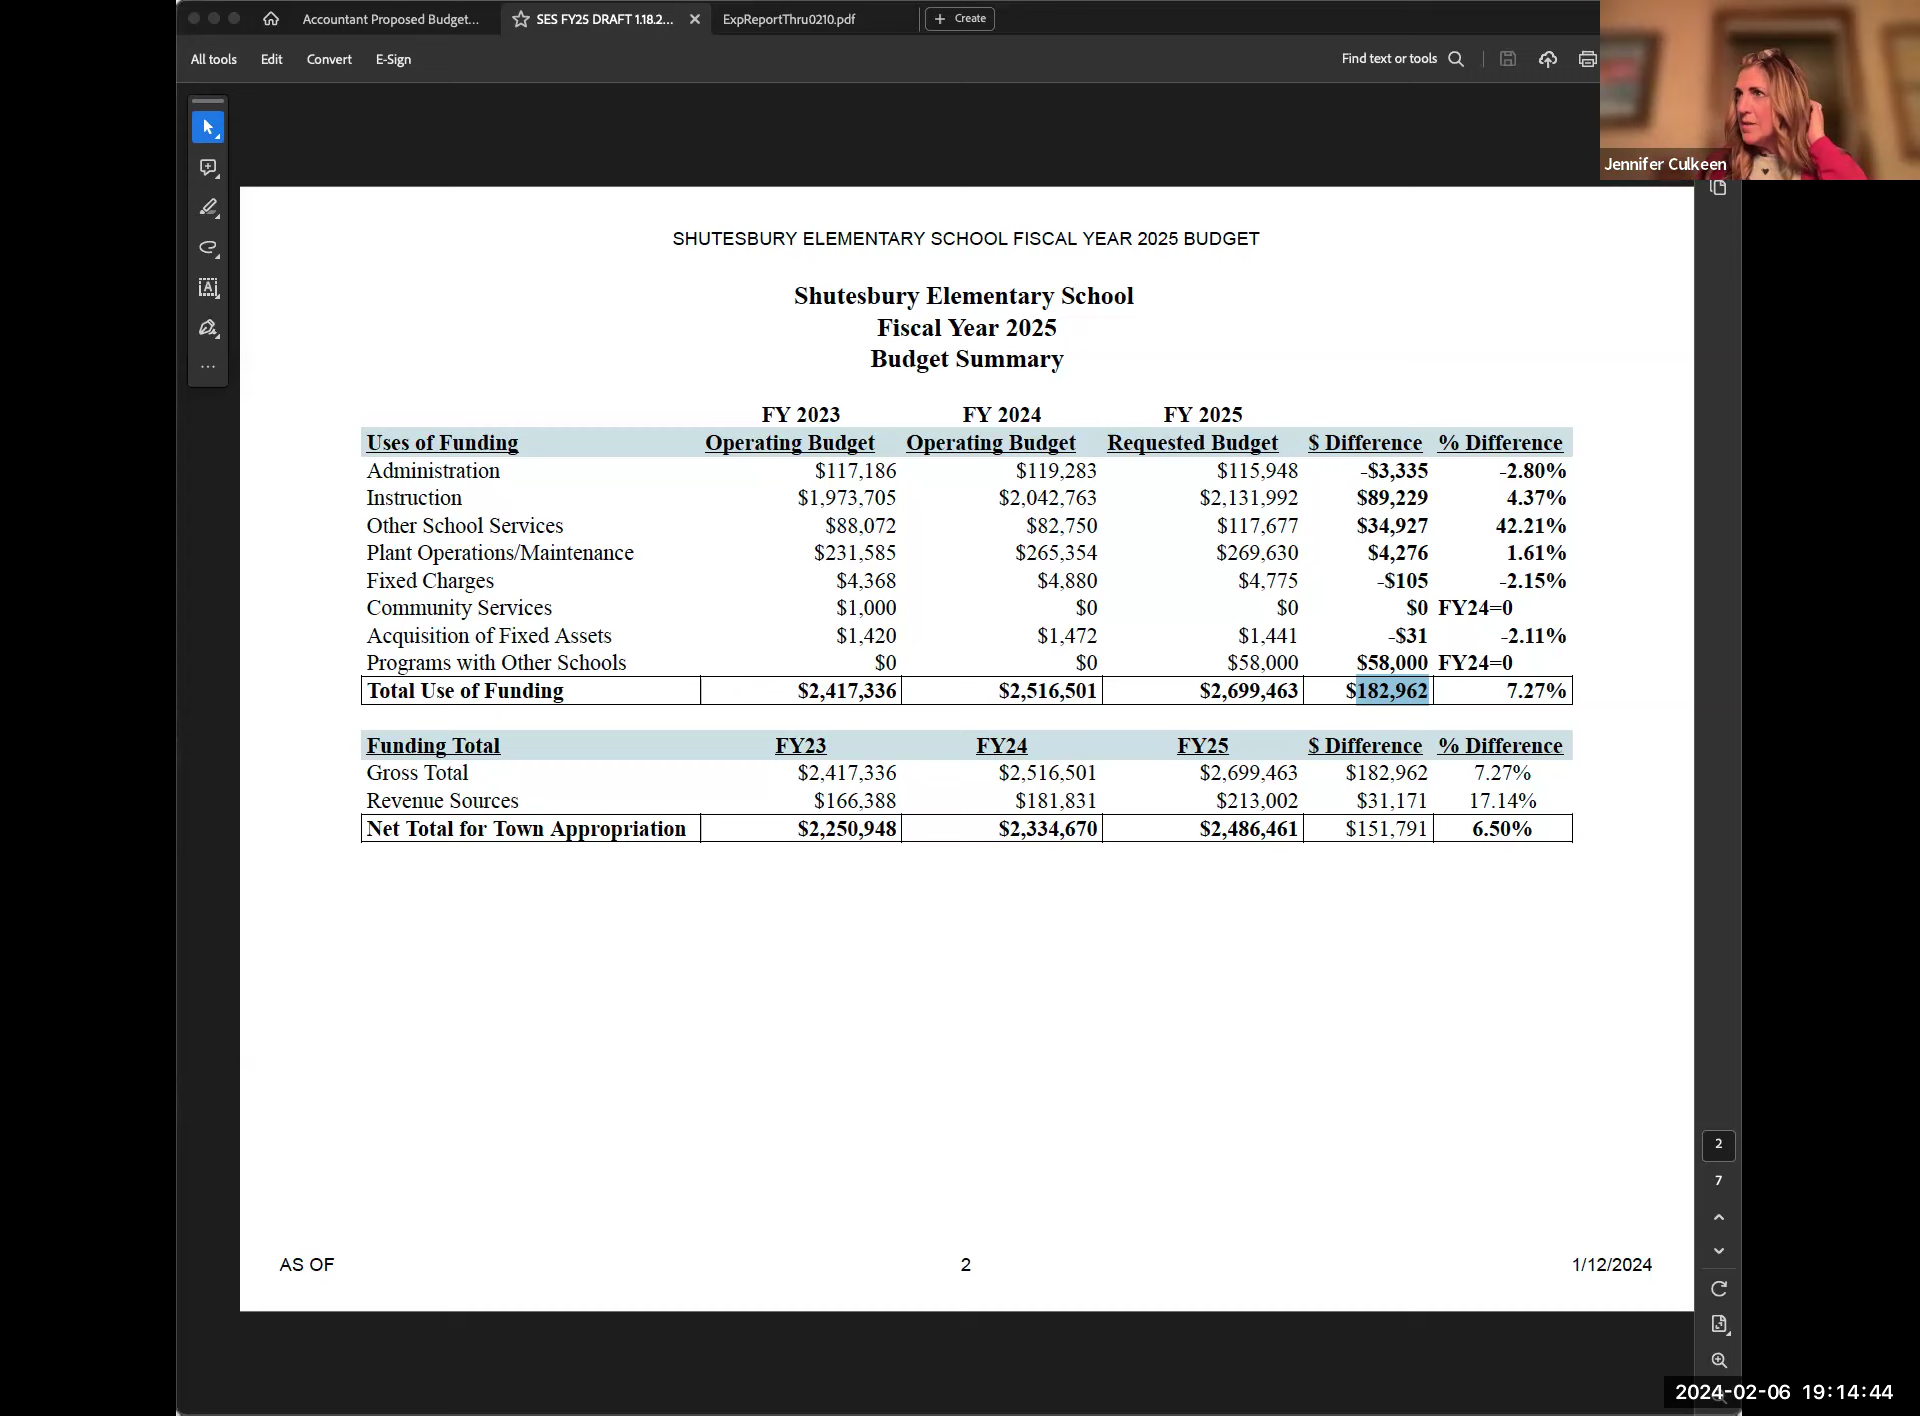 Accountant Proposed Budget...
SES FY25 DRAFT 1.18.2...
ExpReportThru0210.pdf
Create
All tools
Edit
Convert
E-Sign
Find text or tools
Jennifer Culkeen
SHUTESBURY ELEMENTARY SCHOOL FISCAL YEAR 2025 BUDGET
Shutesbury Elementary School
Fiscal Year 2025
Budget Summary
FY 2023 FY 2024 FY 2025
Uses of Funding Operating Budget Operating Budget Requested Budget $ Difference % Difference
Administration $117,186 $119,283 $115,948 -$3,335 -2.80%
Instruction $1,973,705 $2,042,763 $2,131,992 $89,229 4.37%
Other School Services $88,072 $82,750 $117,677 $34,927 42.21%
Plant Operations/Maintenance $231,585 $265,354 $269,630 $4,276 1.61%
Fixed Charges $4,368 $4,880 $4,775 -$105 -2.15%
Community Services $1,000 $0 $0 $0 FY24=0
Acquisition of Fixed Assets $1,420 $1,472 $1,441 -$31 -2.11%
Programs with Other Schools $0 $0 $58,000 $58,000 FY24=0
Total Use of Funding $2,417,336 $2,516,501 $2,699,463 $182,962 7.27%
Funding Total FY23 FY24 FY25 $ Difference % Difference
Gross Total $2,417,336 $2,516,501 $2,699,463 $182,962 7.27%
Revenue Sources $166,388 $181,831 $213,002 $31,171 17.14%
Net Total for Town Appropriation $2,250,948 $2,334,670 $2,486,461 $151,791 6.50%
2
7
AS OF 2 1/12/2024
2024-02-06 19:14:44